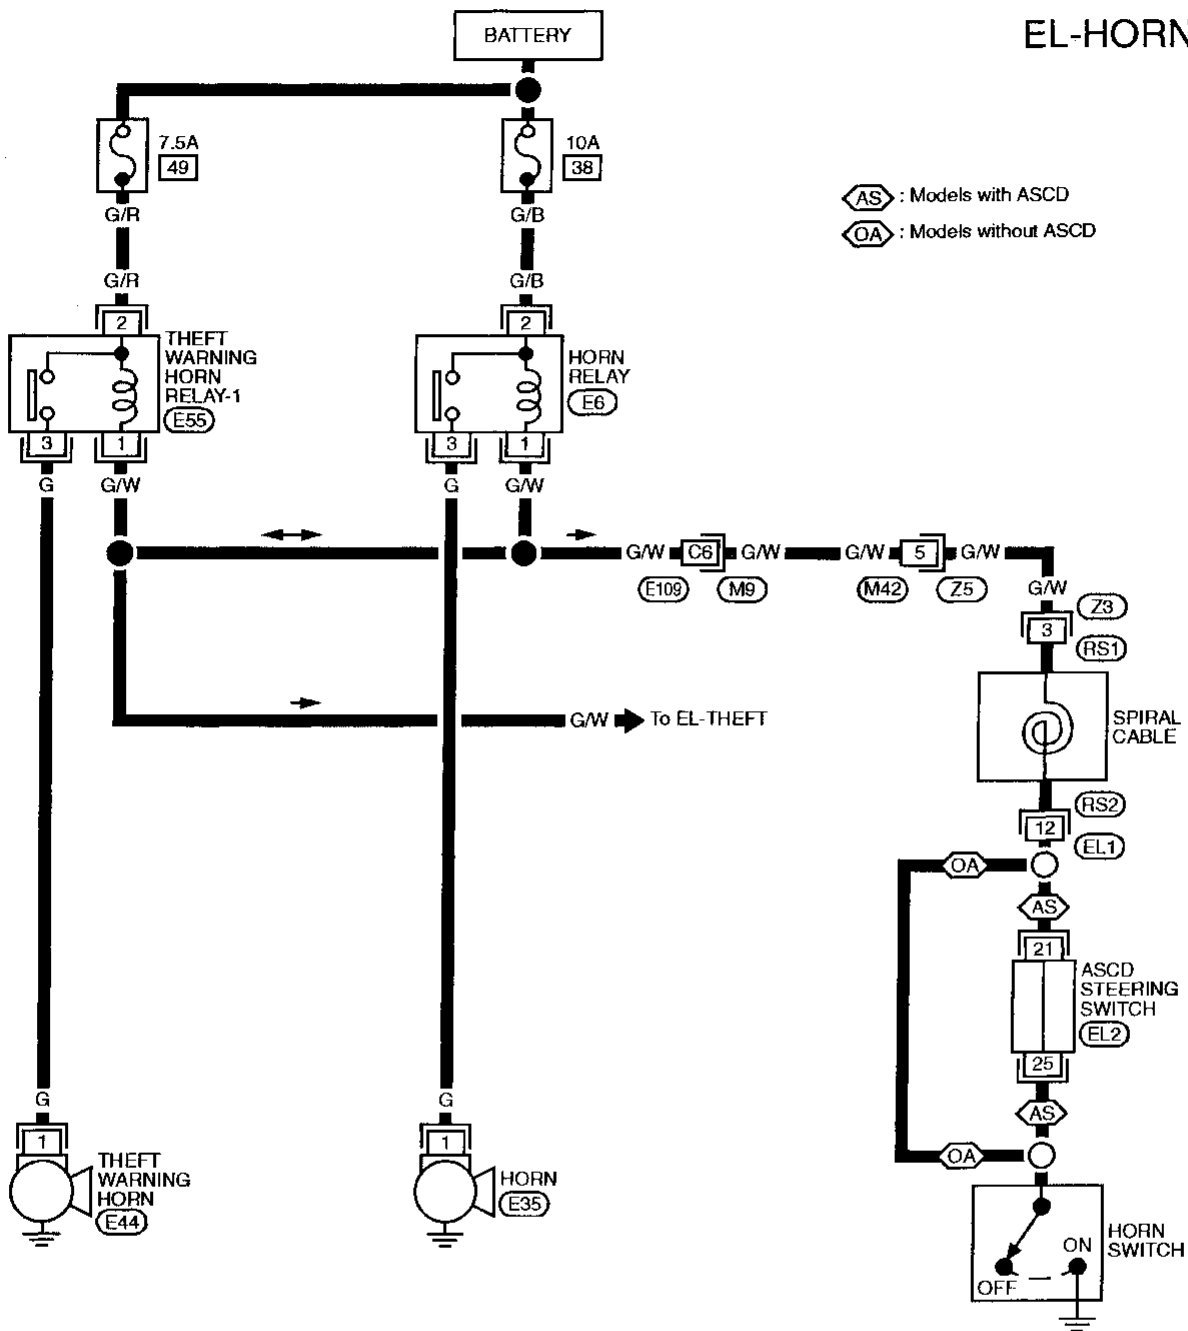 EL-HORN
BATTERY
7.5A
49
10A
38
AS : Models with ASCD
OA : Models without ASCD
G/R
G/B
G/R
G/B
2
2
THEFT
WARNING
HORN
RELAY-1
E55
HORN
RELAY
E6
3
1
3
1
G
G/W
G
G/W
G/W
C6
G/W
G/W
5
G/W
E109
M9
M42
Z5
G/W
Z3
3
RS1
SPIRAL
CABLE
G/W
To EL-THEFT
RS2
12
EL1
OA
AS
21
ASCD
STEERING
SWITCH
EL2
25
AS
OA
G
G
1
1
THEFT
WARNING
HORN
E44
HORN
E35
HORN
SWITCH
ON
OFF